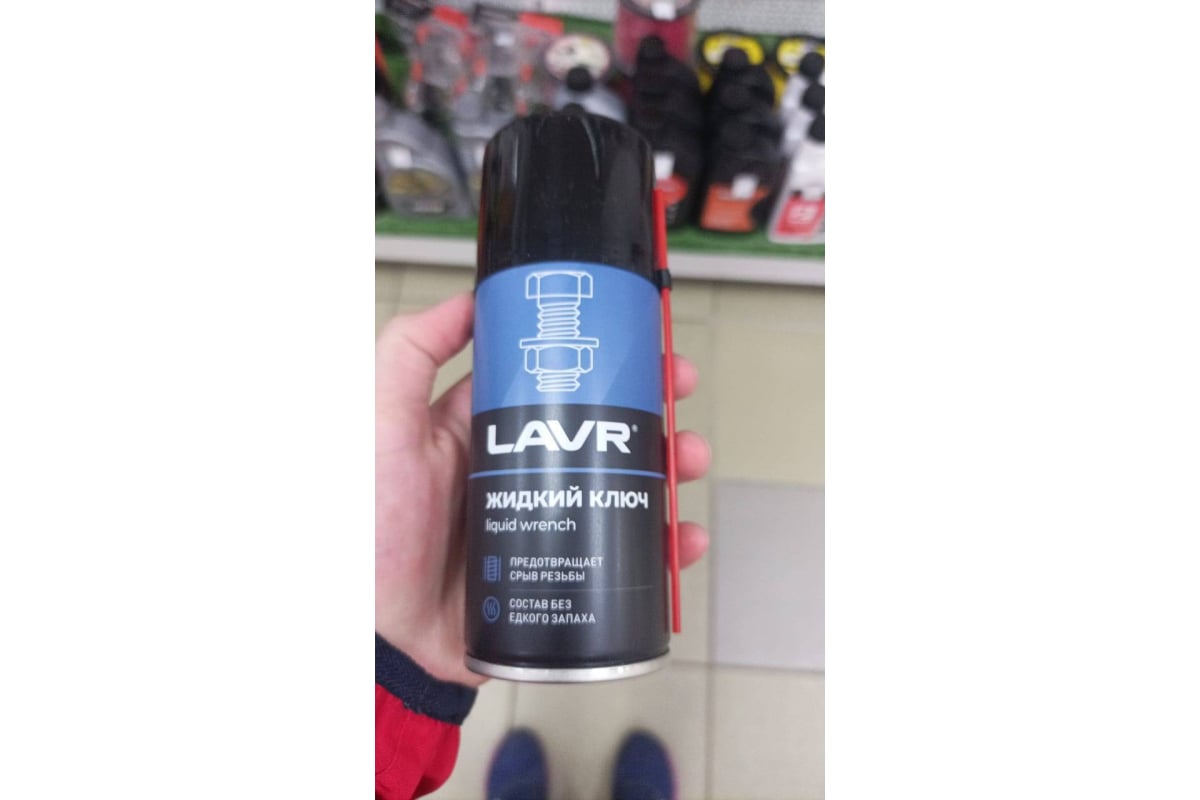 LAVR®
ЖИДКИЙ КЛЮЧ
liquid wrench
ПРЕДОТВРАЩАЕТ
СРЫВ РЕЗЬБЫ
СОСТАВ БЕЗ
ЕДКОГО ЗАПАХА